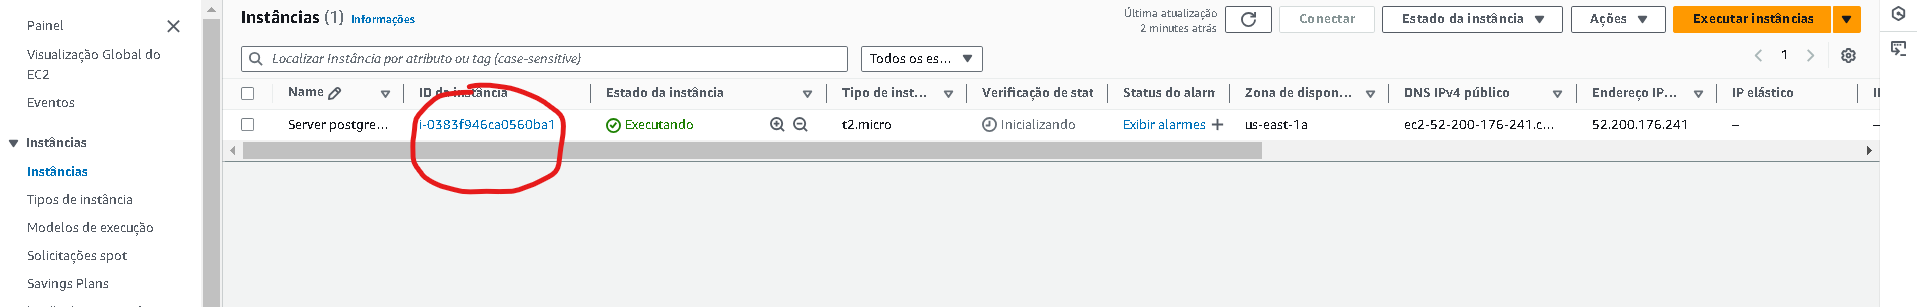 Painel
Visualização Global do
EC2
Eventos
Instâncias
Instâncias
Tipos de instância
Modelos de execução
Solicitações spot
Savings Plans
Instâncias (1) Informações
Última atualização
2 minutes atrás
Conectar
Estado da instância
Ações
Executar instâncias
Localizar Instância por atributo ou tag (case-sensitive)
Todos os es...
1
Name ID da instância Estado da instância Tipo de inst... Verificação de stat Status do alarm Zona de dispon... DNS IPv4 público Endereço IP... IP elástico
Server postgre... i-0383f946ca0560ba1 Executando t2.micro Inicializando Exibir alarmes + us-east-1a ec2-52-200-176-241.c... 52.200.176.241 – –